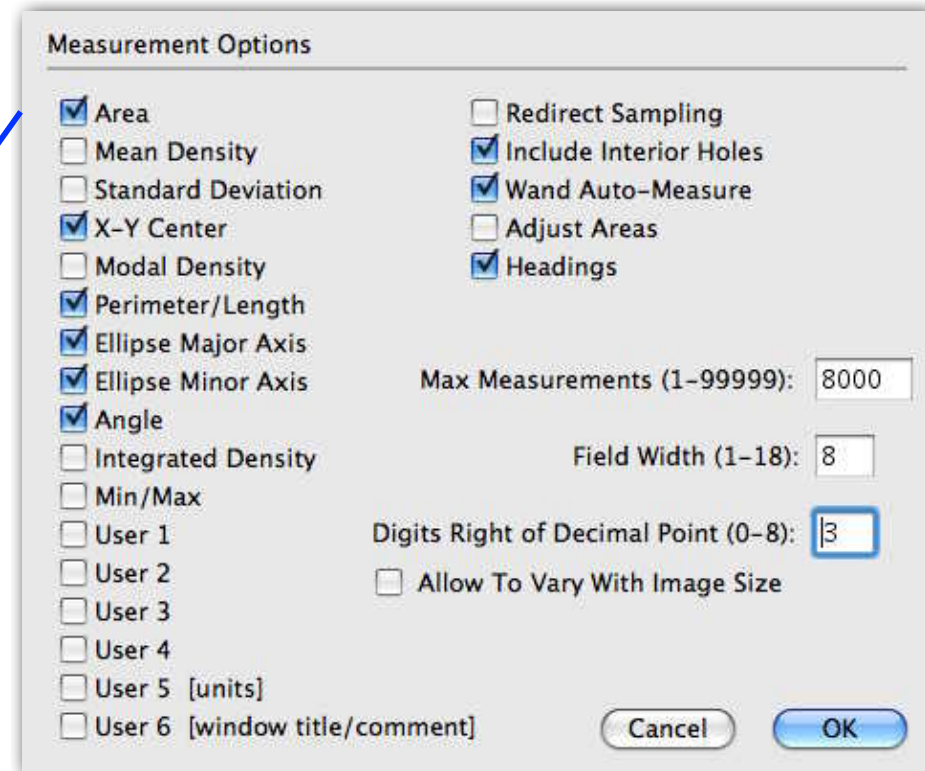 Measurement Options
Area
Mean Density
Standard Deviation
X-Y Center
Modal Density
Perimeter/Length
Ellipse Major Axis
Ellipse Minor Axis
Angle
Integrated Density
Min/Max
User 1
User 2
User 3
User 4
User 5 [units]
User 6 [window title/comment]
Redirect Sampling
Include Interior Holes
Wand Auto-Measure
Adjust Areas
Headings
Max Measurements (1-99999): 8000
Field Width (1-18): 8
Digits Right of Decimal Point (0-8): 3
Allow To Vary With Image Size
Cancel OK